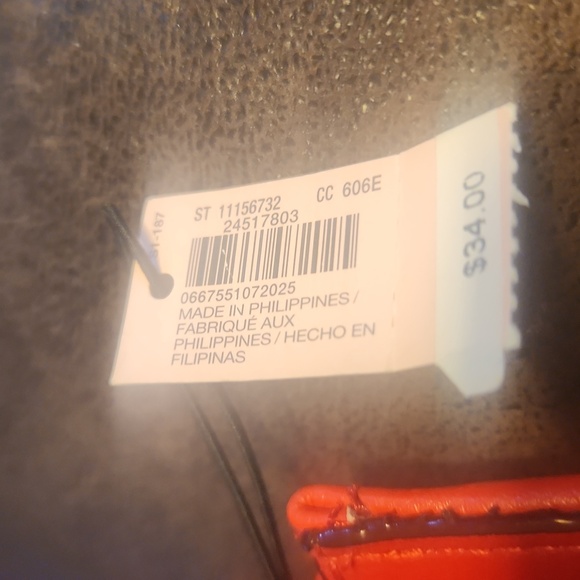 ST 11156732 CC 606E
24517803
0667551072025
MADE IN PHILIPPINES /
FABRIQUÉ AUX
PHILIPPINES / HECHO EN
FILIPINAS
$34.00